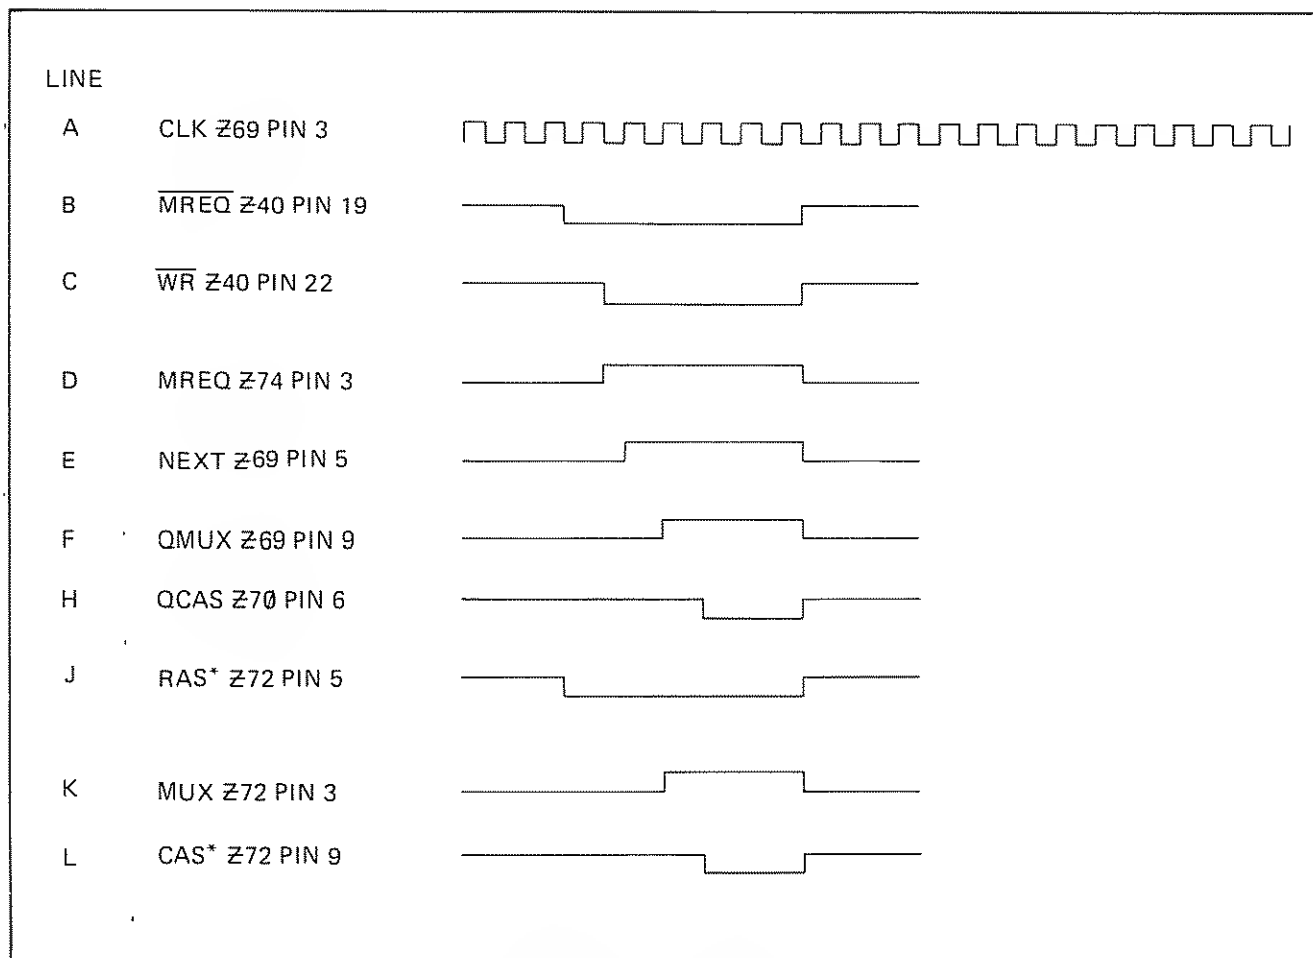 LINE
A CLK Z69 PIN 3
B M̅R̅E̅Q̅ Z40 PIN 19
C W̅R̅ Z40 PIN 22
D MREQ Z74 PIN 3
E NEXT Z69 PIN 5
F QMUX Z69 PIN 9
H QCAS Z70 PIN 6
J RAS* Z72 PIN 5
K MUX Z72 PIN 3
L CAS* Z72 PIN 9